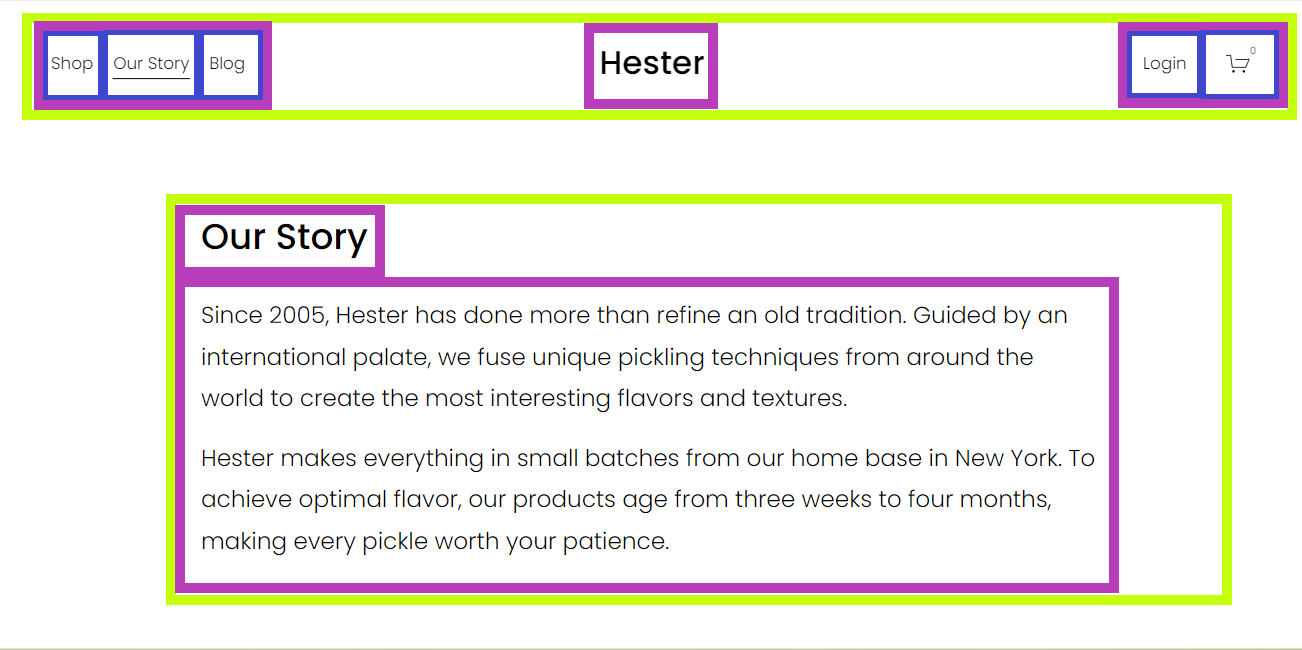 Shop Our Story Blog Hester Login 0
Our Story
Since 2005, Hester has done more than refine an old tradition. Guided by an
international palate, we fuse unique pickling techniques from around the
world to create the most interesting flavors and textures.
Hester makes everything in small batches from our home base in New York. To
achieve optimal flavor, our products age from three weeks to four months,
making every pickle worth your patience.